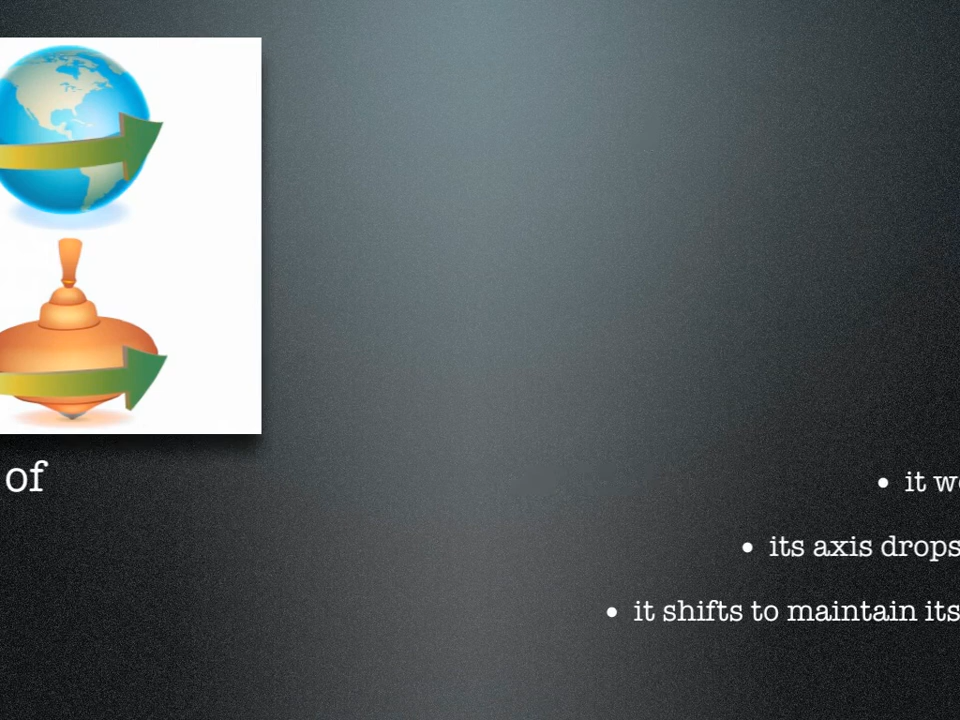 of
• it
• its axis drops
• it shifts to maintain its